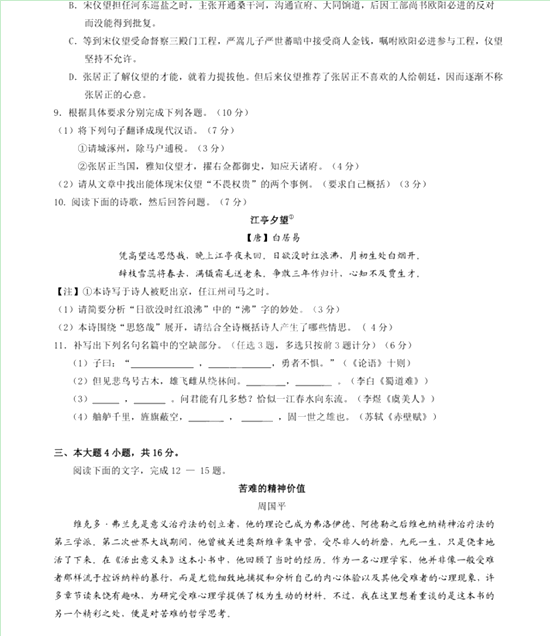 B．宋仪望担任河东巡盐之时，主张开通桑干河，沟通宣府、大同饷道，后因工部尚书欧阳必进的反对
而没能得到批复。
C．等到宋仪望受命督察三殿门工程，严嵩儿子严世蕃暗中接受商人金钱，嘱咐欧阳必进参与工程，仪望
坚持不允许。
D．张居正了解仪望的才能，就着力提拔他。但后来仪望推荐了张居正不喜欢的人给朝廷，因而逐渐不称
张居正的心意。
9．根据具体要求分别完成下列各题。（10 分）
（1）将下列句子翻译成现代汉语。（7 分）
①请城涿州，除马户逋税。（3 分）
②张居正当国，雅知仪望才，擢右佥都御史，知应天诸府。（4 分）
（2）请从文章中找出能体现宋仪望“不畏权贵”的两个事例。（要求自己概括）（3 分）
10. 阅读下面的诗歌，然后回答问题。（7 分）
江亭夕望①
【唐】白居易
凭高望远思悠哉，晚上江亭夜未回。日欲没时红浪沸，月初生处白烟开。
辞枝雪蕊将春去，满镊霜毛送老来。争敢三年作归计，心知不及贾生才。
【注】①本诗写于诗人被贬出京，任江州司马之时。
（1）请简要分析“日欲没时红浪沸”中的“沸”字的妙处。（3 分）
（2）本诗围绕“思悠哉”展开，请结合全诗概括诗人产生了哪些情思。（ 4 分）
11．补写出下列名句名篇中的空缺部分。（任选 3 题，多选只按前 3 题计分）（6 分）
（1）子曰：“____________ ，____________，勇者不惧。”（《论语》十则）
（2）但见悲鸟号古木，雄飞雌从绕林间。______，______ 。（李白《蜀道难》）
（3）_____ ，______ 。问君能有几多愁？恰似一江春水向东流。（李煜《虞美人》）
（4）舳舻千里，旌旗蔽空，______ ，_____ ，固一世之雄也。（苏轼《赤壁赋》）
三、本大题 4 小题，共 16 分。
阅读下面的文字，完成 12 — 15 题。
苦难的精神价值
周国平
维克多·弗兰克是意义治疗法的创立者，他的理论已成为弗洛伊德、阿德勒之后维也纳精神治疗法的
第三学派。第二次世界大战期间，他曾被关进奥斯维辛集中营，受尽非人的折磨，九死一生，只是侥幸地
活了下来。在《活出意义来》这本小书中，他回顾了当时的经历。作为一名心理学家，他并非像一般受难
者那样流于控诉纳粹的暴行，而是尤能细致地捕捉和分析自己的内心体验以及其他受难者的心理现象，许
多章节读来饶有趣味，为研究受难心理学提供了极为生动的材料。不过，我在这里想着重谈的是这本书的
另一个精彩之处，便是对苦难的哲学思考。